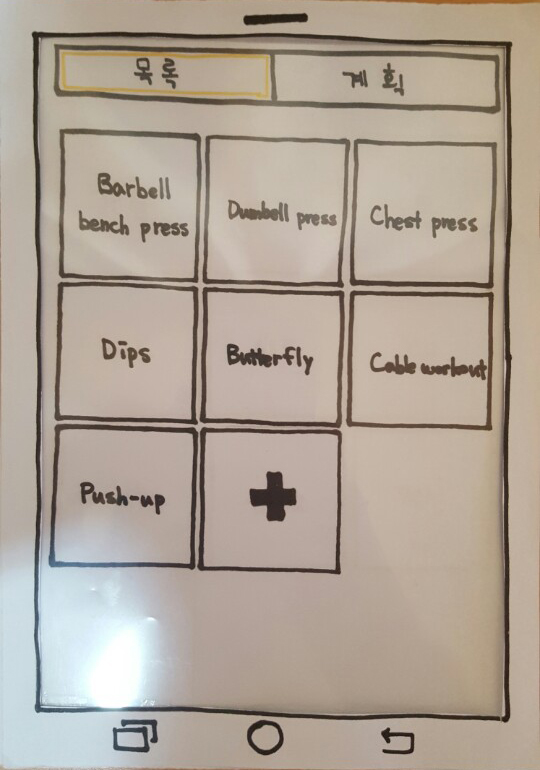 목록
계획
Barbell
bench press
Dumbell press
Chest press
Dips
Butterfly
Cable workout
Push-up